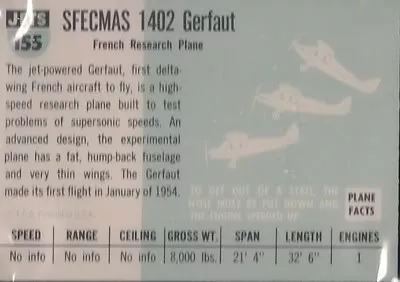 JETS
155
SFECMAS 1402 Gerfaut
French Research Plane
The jet-powered Gerfaut, first delta-
wing French aircraft to fly, is a high-
speed research plane built to test
problems of supersonic speeds. An
advanced design, the experimental
plane has a fat, hump-back fuselage
and very thin wings. The Gerfaut
made its first flight in January of 1954.
TO GET OUT OF A STALL, THE
NOSE MUST BE PUT DOWN AND
THE ENGINE SPEEDED UP.
PLANE
FACTS
SPEED RANGE CEILING GROSS WT. SPAN LENGTH ENGINES
No info No info No info 8,000 lbs. 21' 4" 32' 6" 1